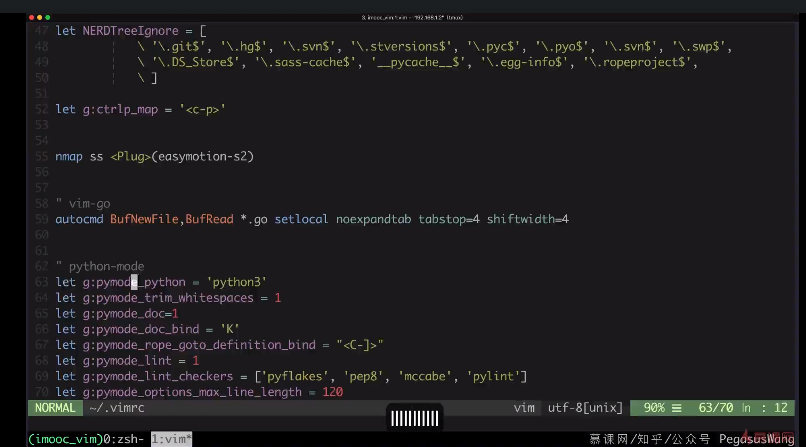 3. imooc_vim:1:vim - "192.168.1.2" (tmux)
47 let NERDTreeIgnore = [
48 \ '\.git$', '\.hg$', '\.svn$', '\.stversions$', '\.pyc$', '\.pyo$', '\.svn$', '\.swp$',
49 \ '\.DS_Store$', '\.sass-cache$', '__pycache__$', '\.egg-info$', '\.ropeproject$',
50 \ ]
51
52 let g:ctrlp_map = '<c-p>'
53
54
55 nmap ss <Plug>(easymotion-s2)
56
57
58 " vim-go
59 autocmd BufNewFile,BufRead *.go setlocal noexpandtab tabstop=4 shiftwidth=4
60
61
62 " python-mode
63 let g:pymode_python = 'python3'
64 let g:pymode_trim_whitespaces = 1
65 let g:pymode_doc=1
66 let g:pymode_doc_bind = 'K'
67 let g:pymode_rope_goto_definition_bind = "<C-]>"
68 let g:pymode_lint = 1
69 let g:pymode_lint_checkers = ['pyflakes', 'pep8', 'mccabe', 'pylint']
70 let g:pymode_options_max_line_length = 120
NORMAL ~/.vimrc vim utf-8[unix] 90% ☰ 63/70 ln : 12
(imooc_vim)0:zsh- 1:vim* 慕课网/知乎/公众号 PegasusWang